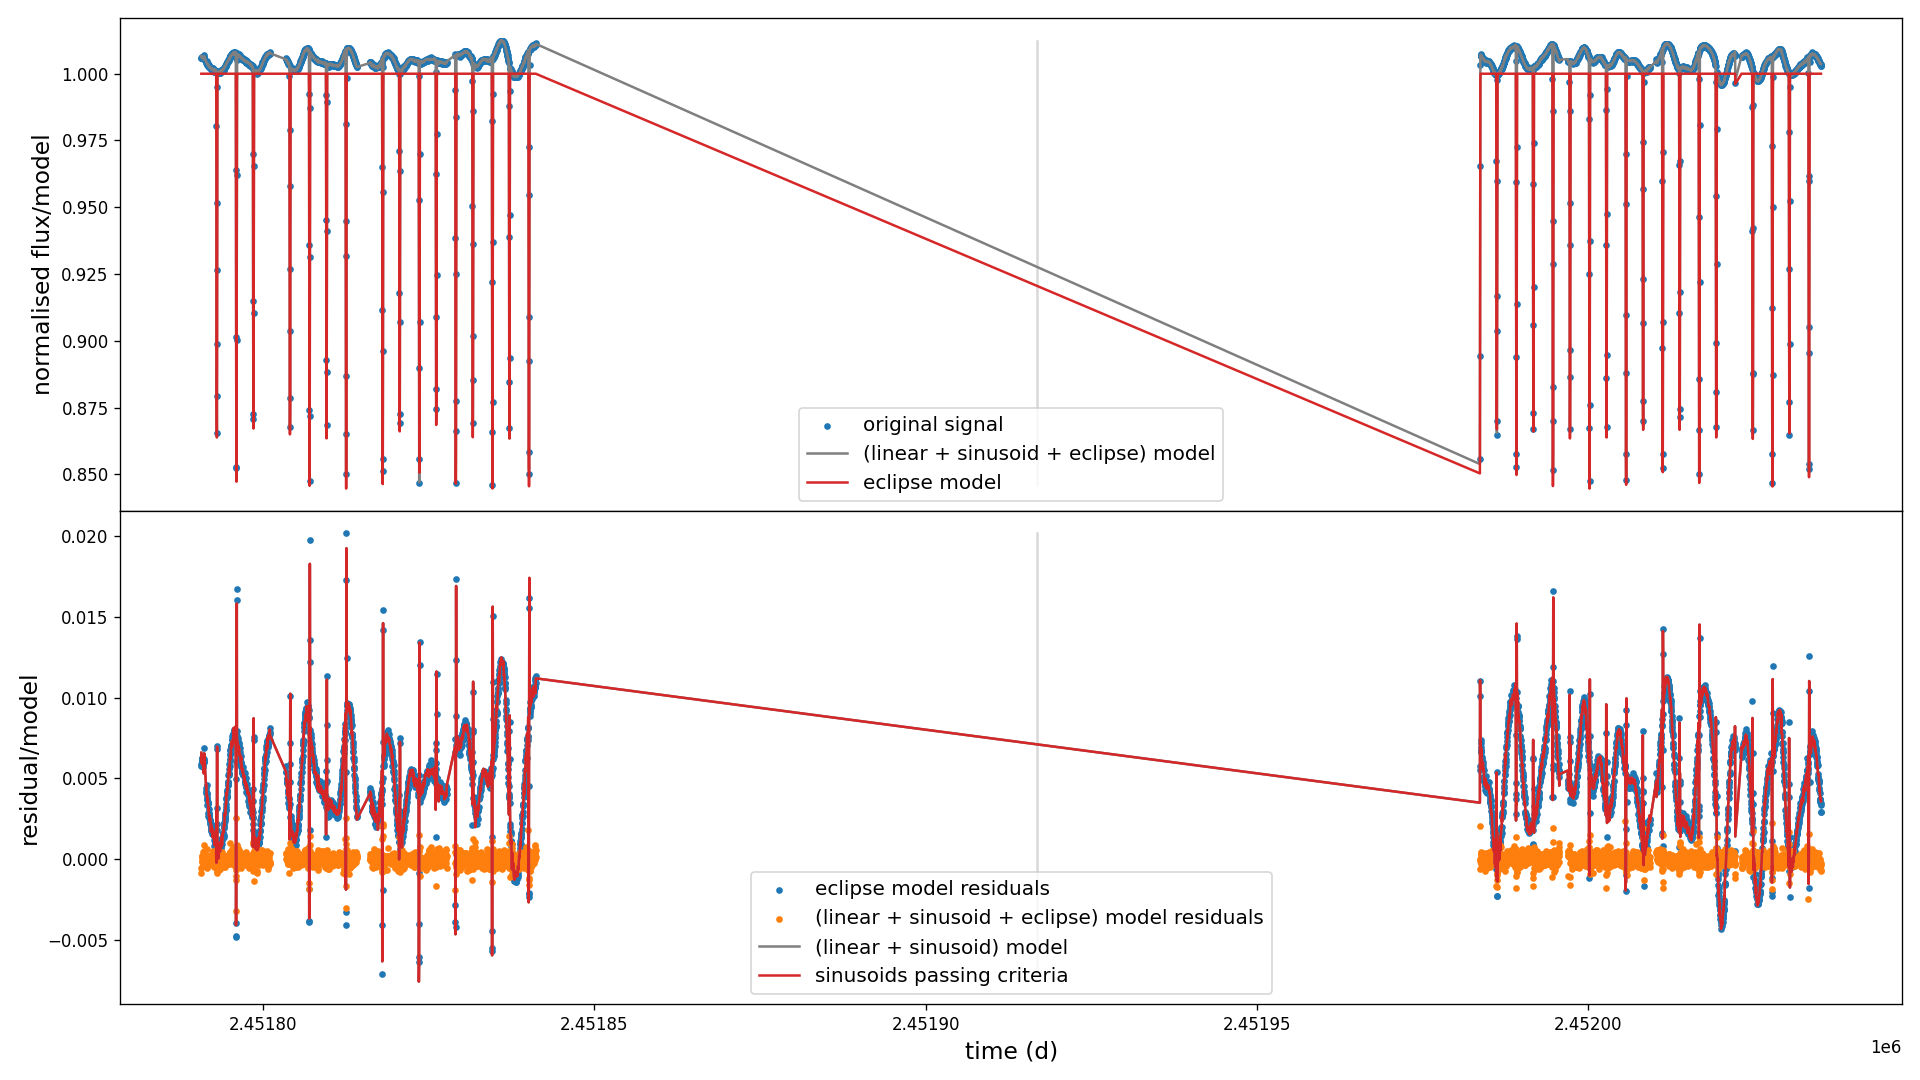 normalised flux/model
1.000
0.975
0.950
0.925
0.900
0.875
0.850
original signal
(linear + sinusoid + eclipse) model
eclipse model
residual/model
0.020
0.015
0.010
0.005
0.000
−0.005
eclipse model residuals
(linear + sinusoid + eclipse) model residuals
(linear + sinusoid) model
sinusoids passing criteria
2.45180 2.45185 2.45190 2.45195 2.45200
1e6
time (d)